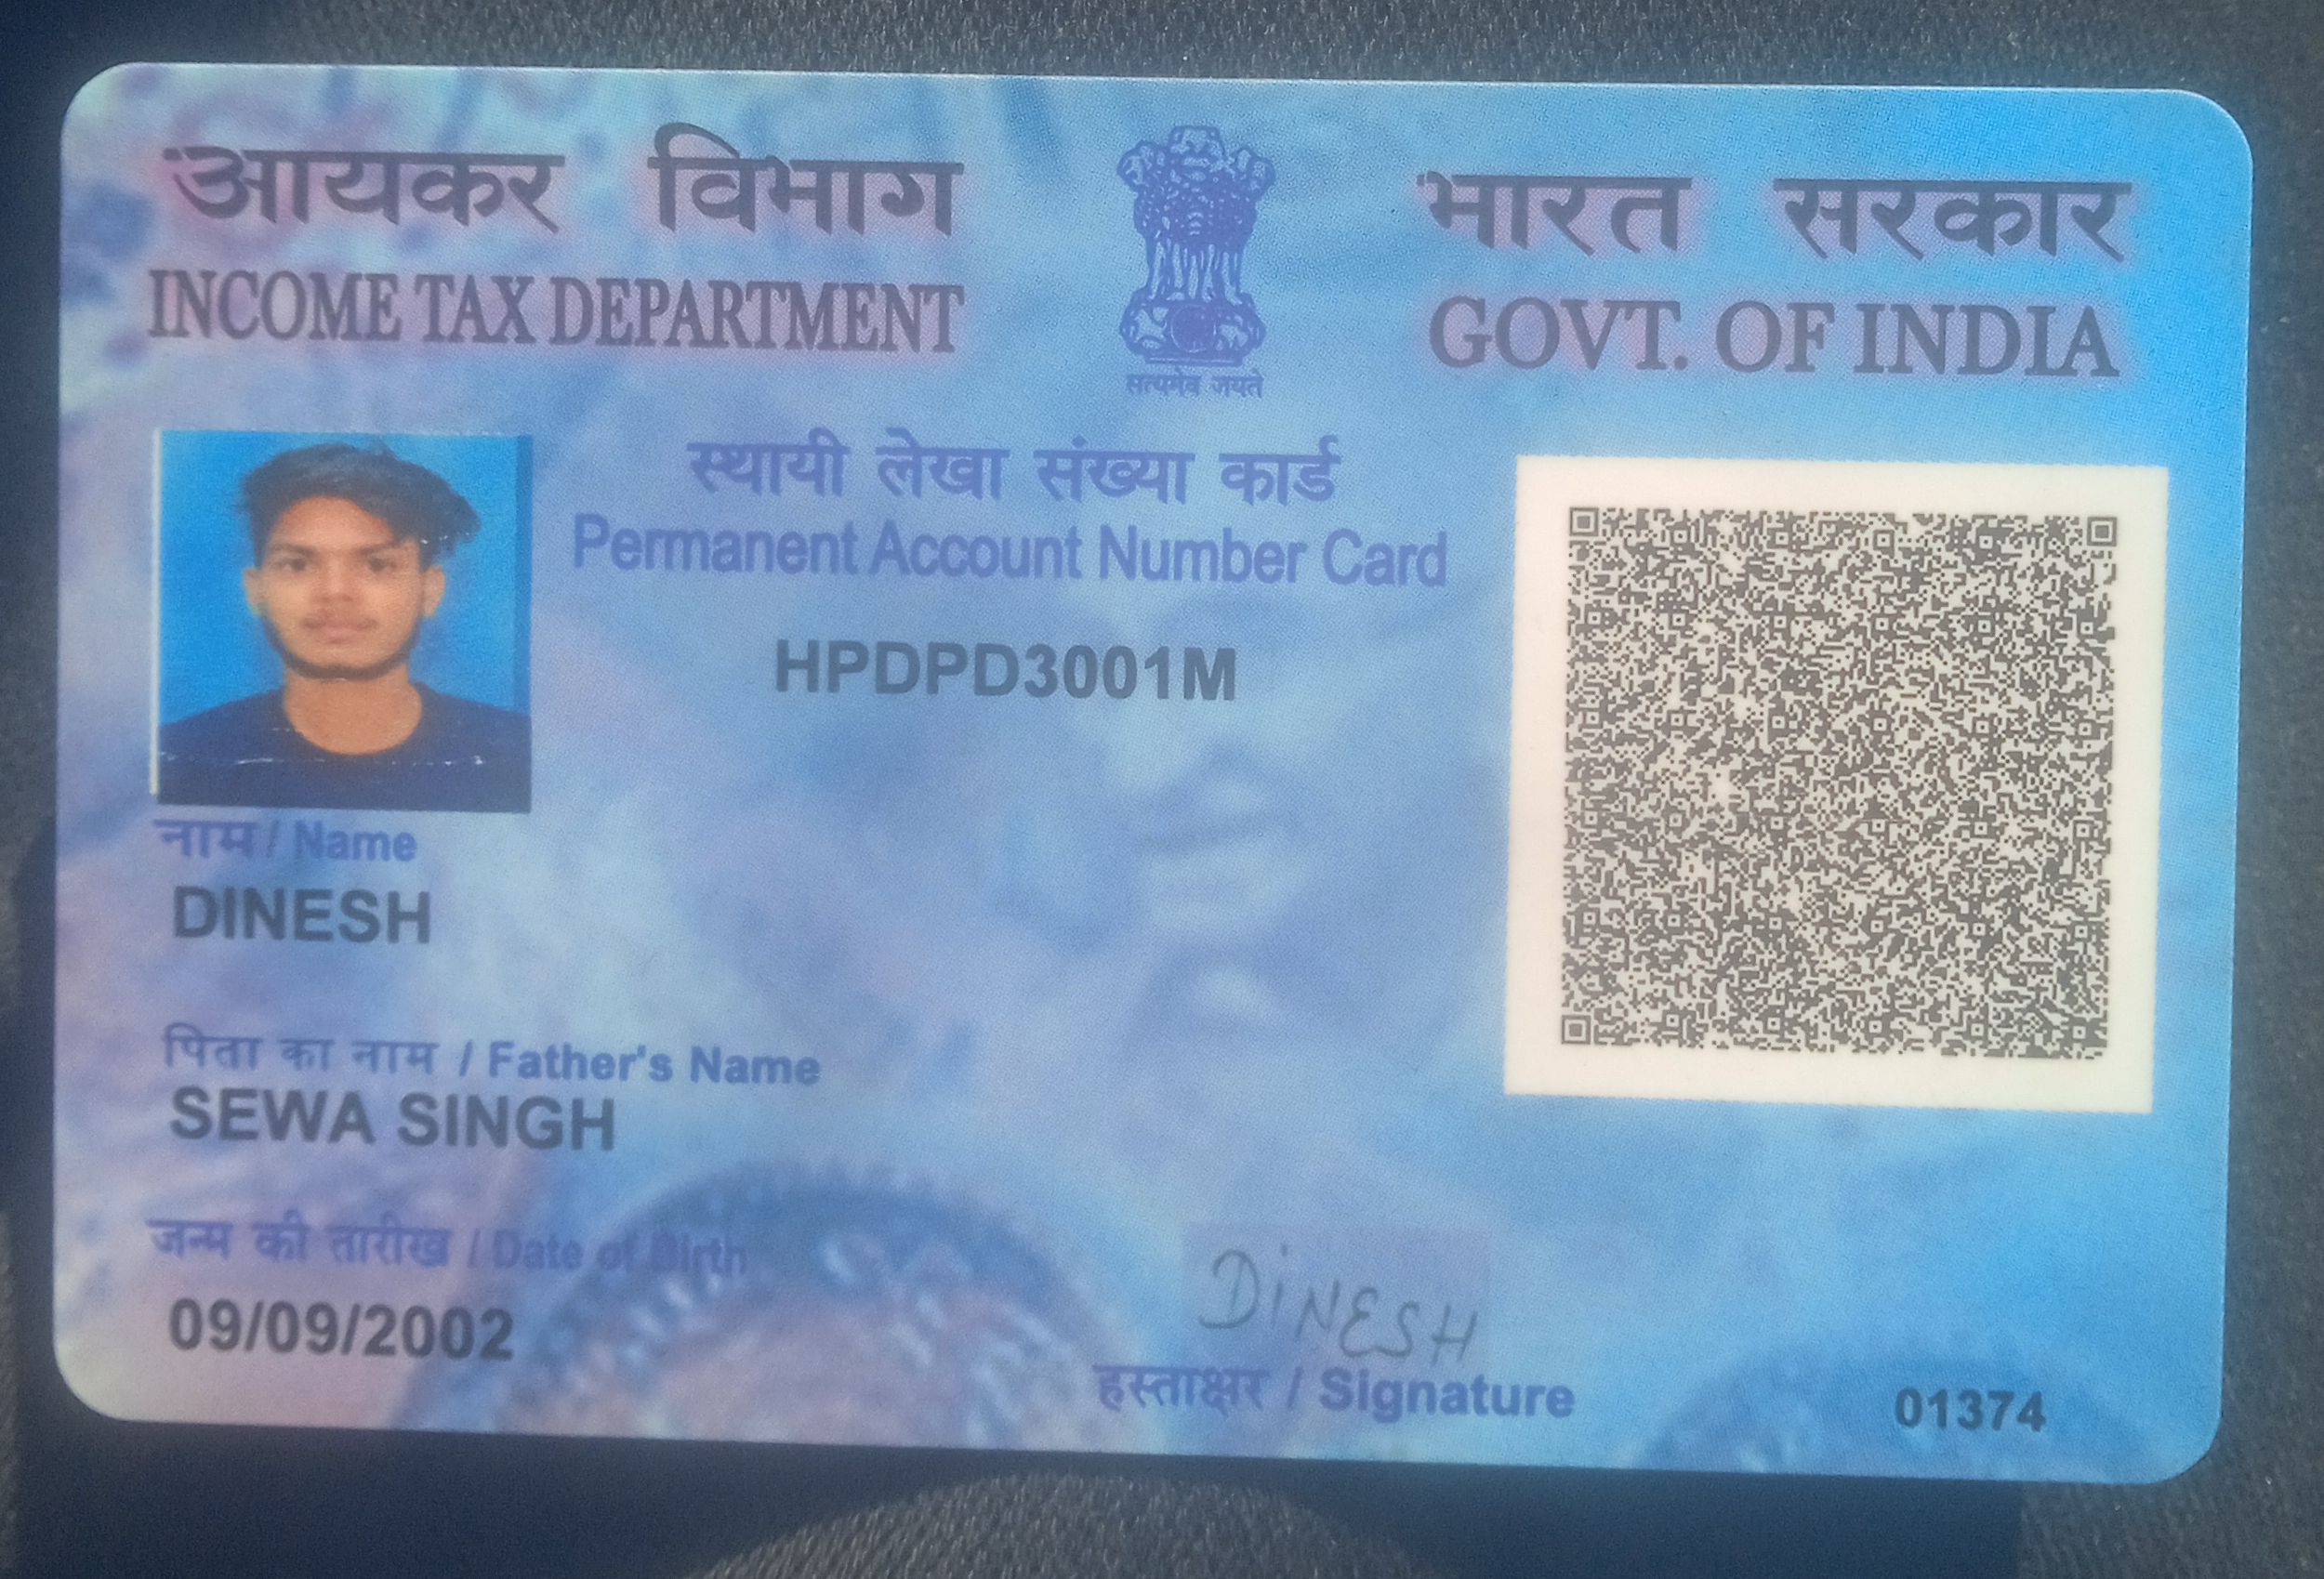 आयकर विभाग
INCOME TAX DEPARTMENT
सत्यमेव जयते
भारत सरकार
GOVT. OF INDIA
स्थायी लेखा संख्या कार्ड
Permanent Account Number Card
HPDPD3001M
नाम / Name
DINESH
पिता का नाम / Father's Name
SEWA SINGH
जन्म की तारीख / Date of Birth
09/09/2002
DINESH
हस्ताक्षर / Signature
01374